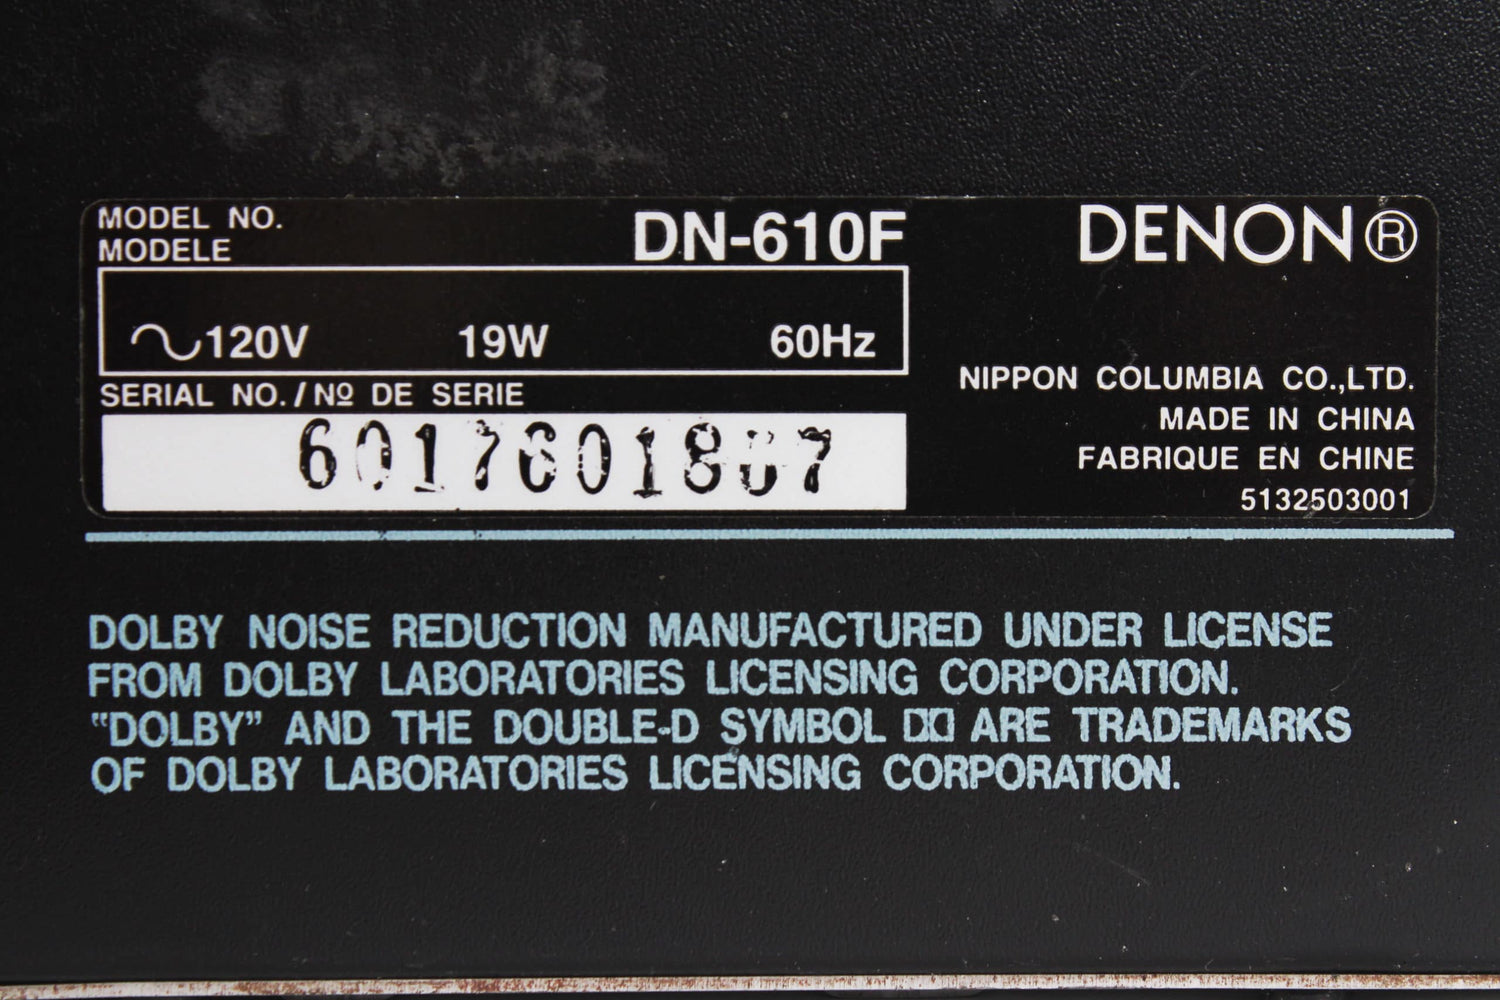 MODEL NO.
MODELE
DN-610F
DENON®
∿120V 19W 60Hz
SERIAL NO./Nº DE SERIE
NIPPON COLUMBIA CO.,LTD.
MADE IN CHINA
FABRIQUE EN CHINE
5132503001
DOLBY NOISE REDUCTION MANUFACTURED UNDER LICENSE
FROM DOLBY LABORATORIES LICENSING CORPORATION.
"DOLBY" AND THE DOUBLE-D SYMBOL ARE TRADEMARKS
OF DOLBY LABORATORIES LICENSING CORPORATION.